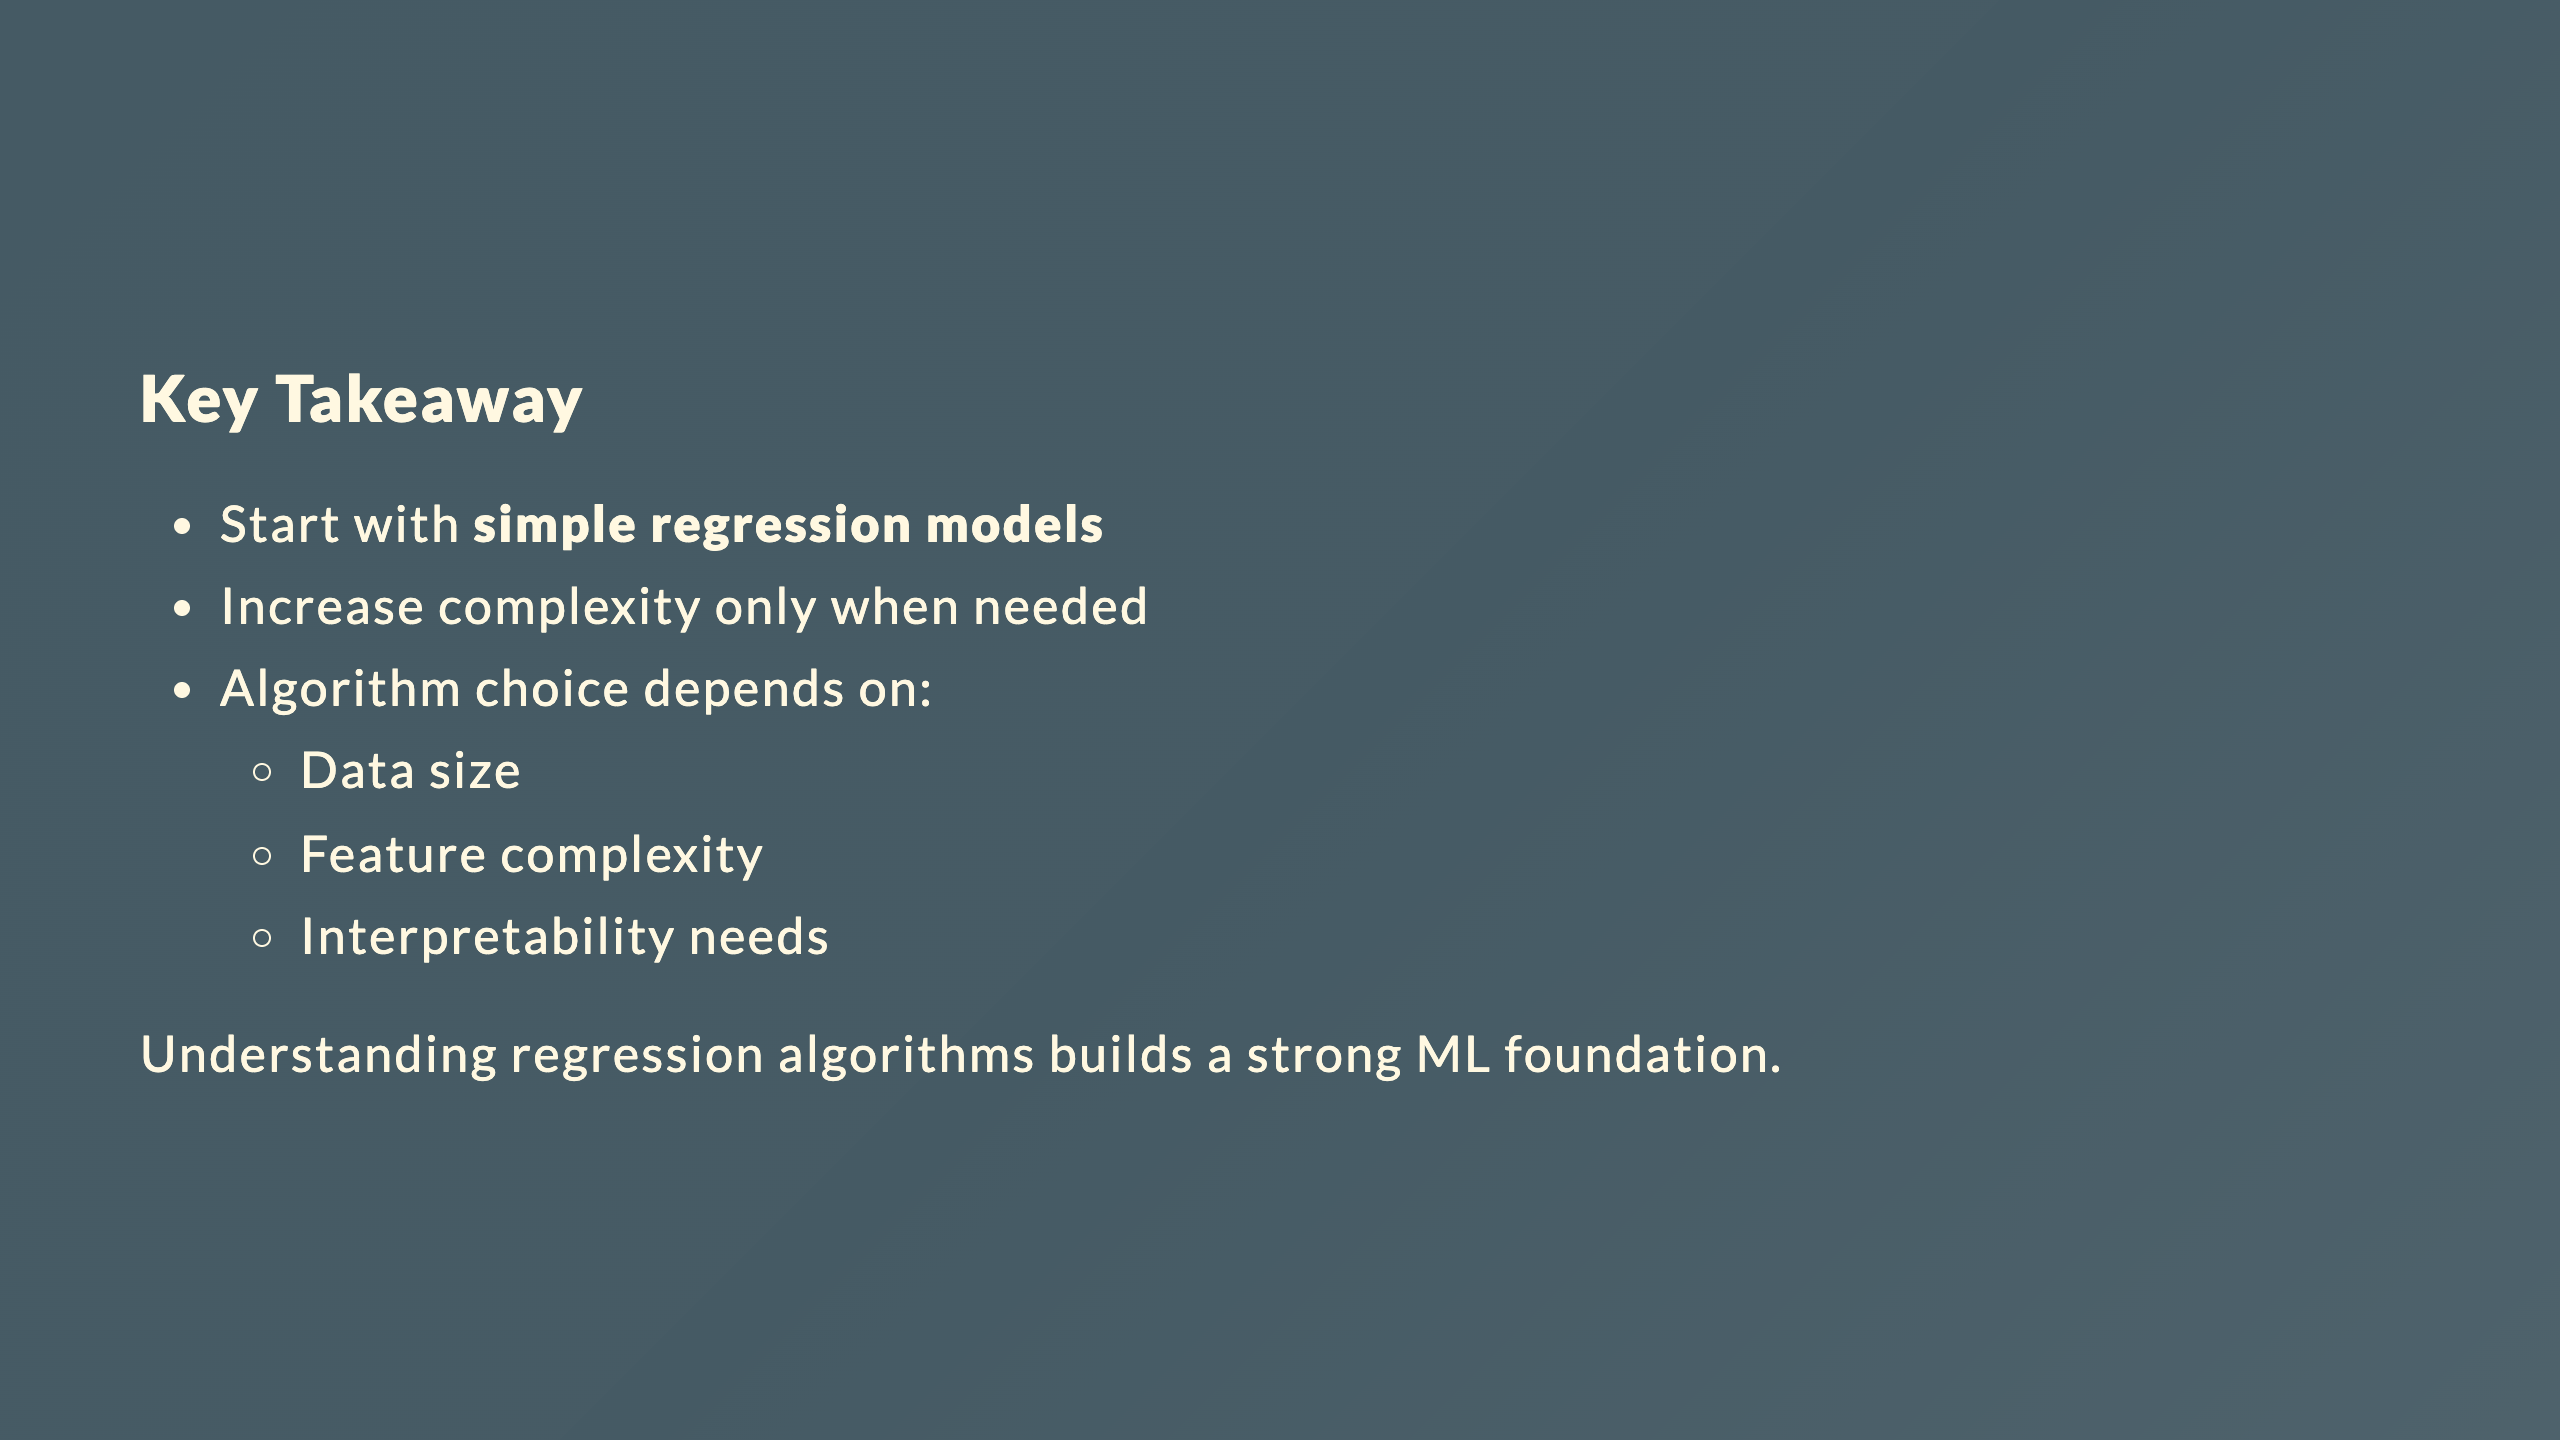 Key Takeaway
• Start with simple regression models
• Increase complexity only when needed
• Algorithm choice depends on:
◦ Data size
◦ Feature complexity
◦ Interpretability needs
Understanding regression algorithms builds a strong ML foundation.